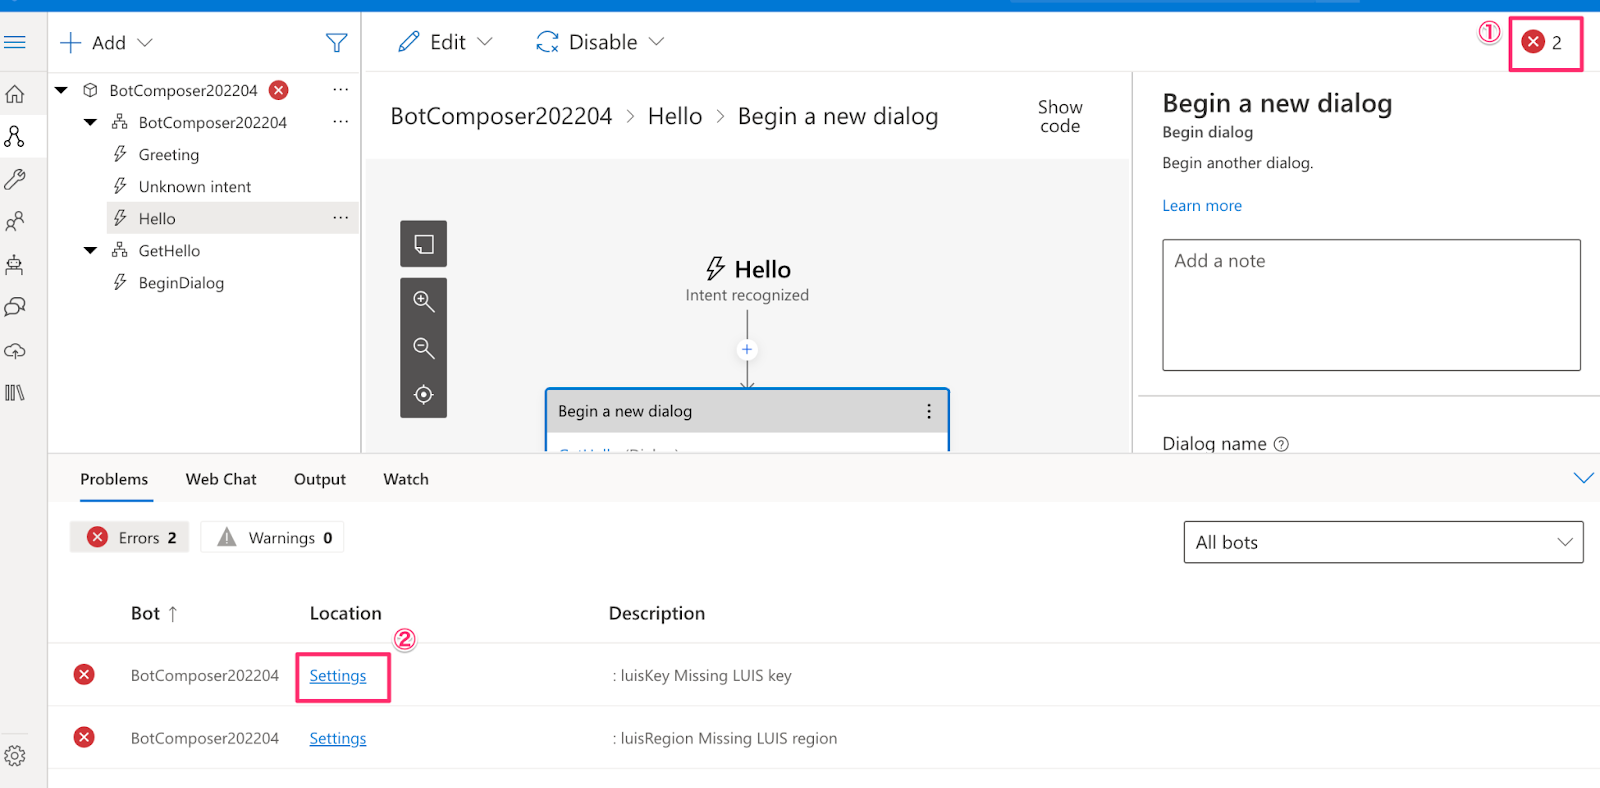 Add
Edit
Disable
①
2
BotComposer202204
BotComposer202204
Greeting
Unknown intent
Hello
GetHello
BeginDialog
BotComposer202204 > Hello > Begin a new dialog
Show
code
Hello
Intent recognized
Begin a new dialog
Begin a new dialog
Begin dialog
Begin another dialog.
Learn more
Add a note
Dialog name
Problems
Web Chat
Output
Watch
Errors 2
Warnings 0
All bots
Bot ↑
Location
Description
②
BotComposer202204
Settings
: luisKey Missing LUIS key
BotComposer202204
Settings
: luisRegion Missing LUIS region